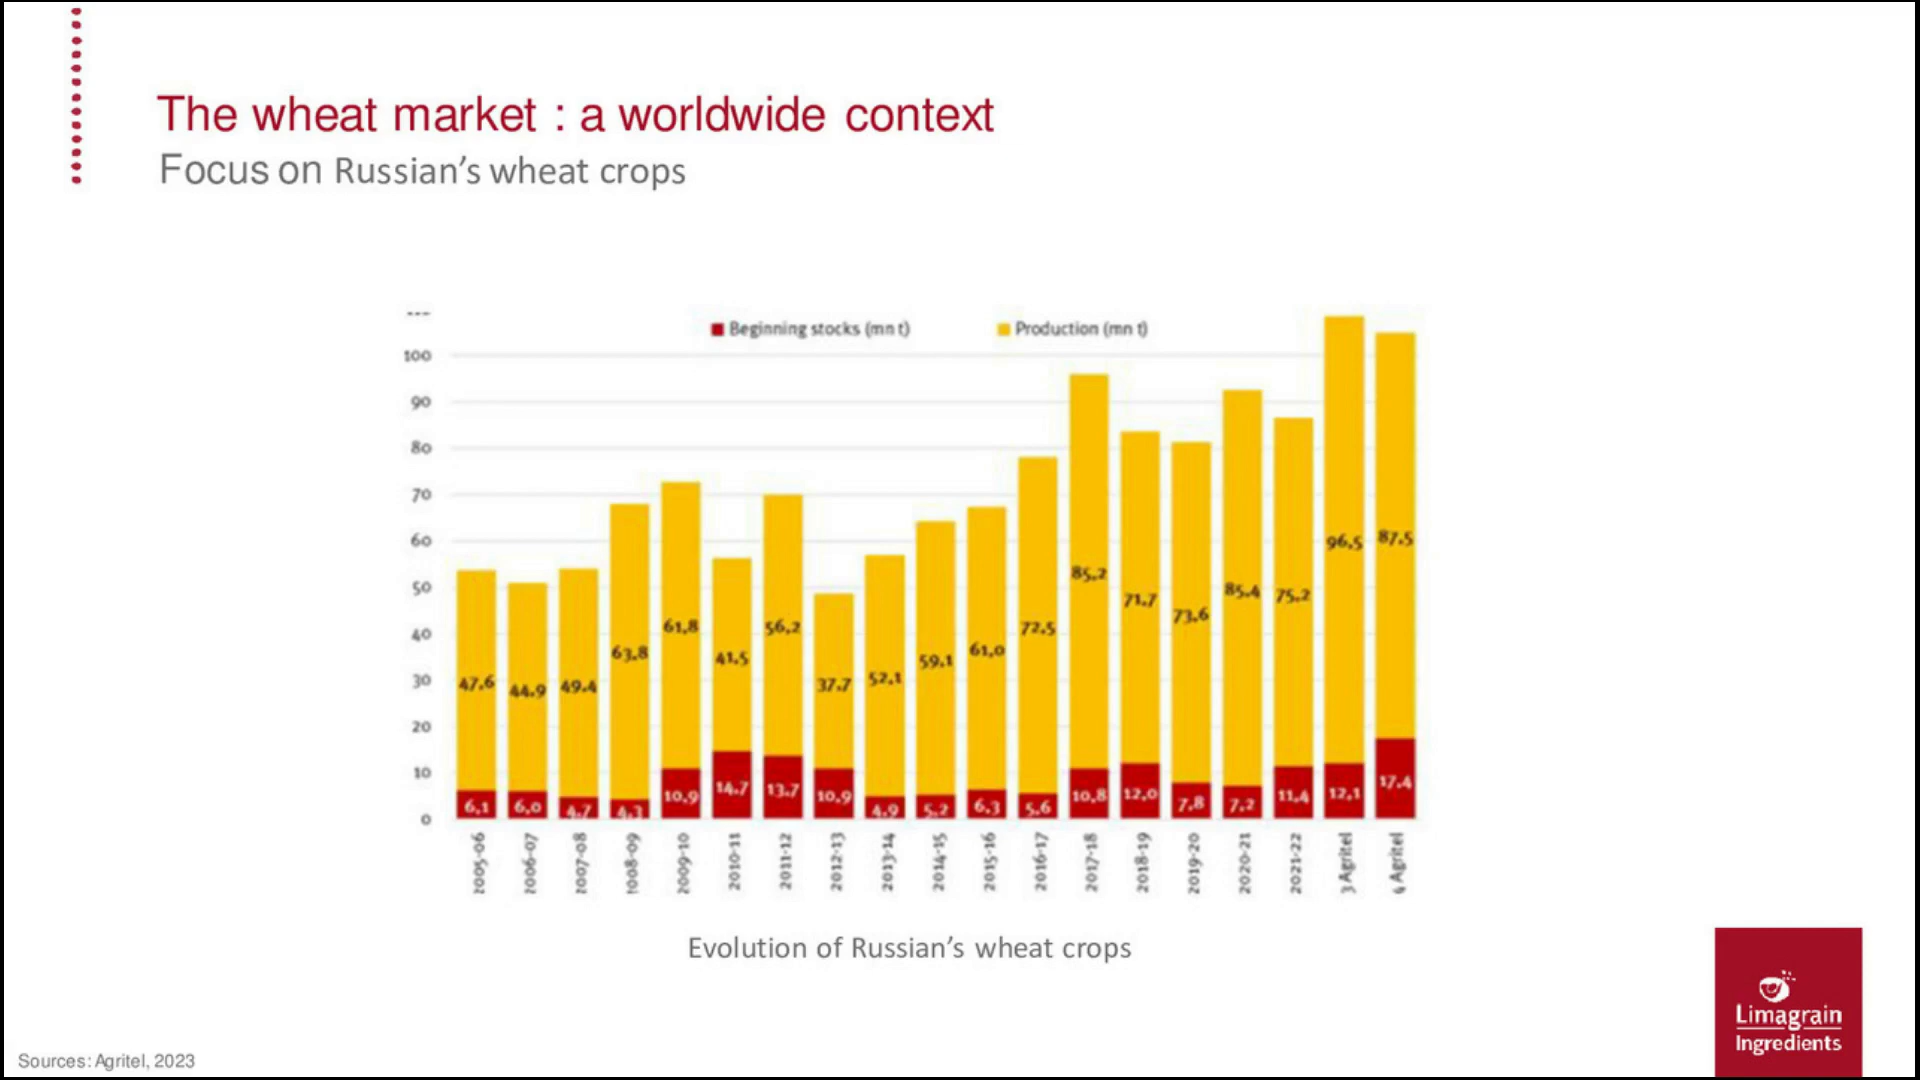 The wheat market : a worldwide context
Focus on Russian's wheat crops
Beginning stocks (mn t) Production (mn t)
100
90
80
70
60
50
40
30
20
10
0
47,6 44,9 49,4 63,8 61,8 41,5 56,2 37,7 52,1 59,1 61,0 72,5 85,2 71,7 73,6 85,4 75,2 96,5 87,5
6,1 6,0 4,7 4,3 10,9 14,7 13,7 10,9 4,9 5,2 6,3 5,6 10,8 12,0 7,8 7,2 11,4 12,1 17,4
2005-06 2006-07 2007-08 2008-09 2009-10 2010-11 2011-12 2012-13 2013-14 2014-15 2015-16 2016-17 2017-18 2018-19 2019-20 2020-21 2021-22 3 Agritel 4 Agritel
Evolution of Russian's wheat crops
Limagrain
Ingredients
Sources: Agritel, 2023